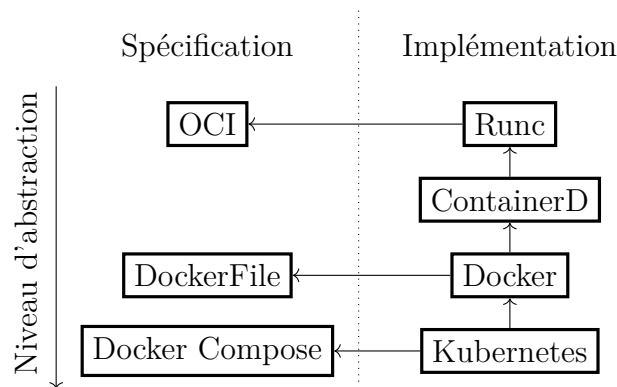 Spécification
Implémentation
Niveau d'abstraction
OCI
Runc
ContainerD
DockerFile
Docker
Docker Compose
Kubernetes